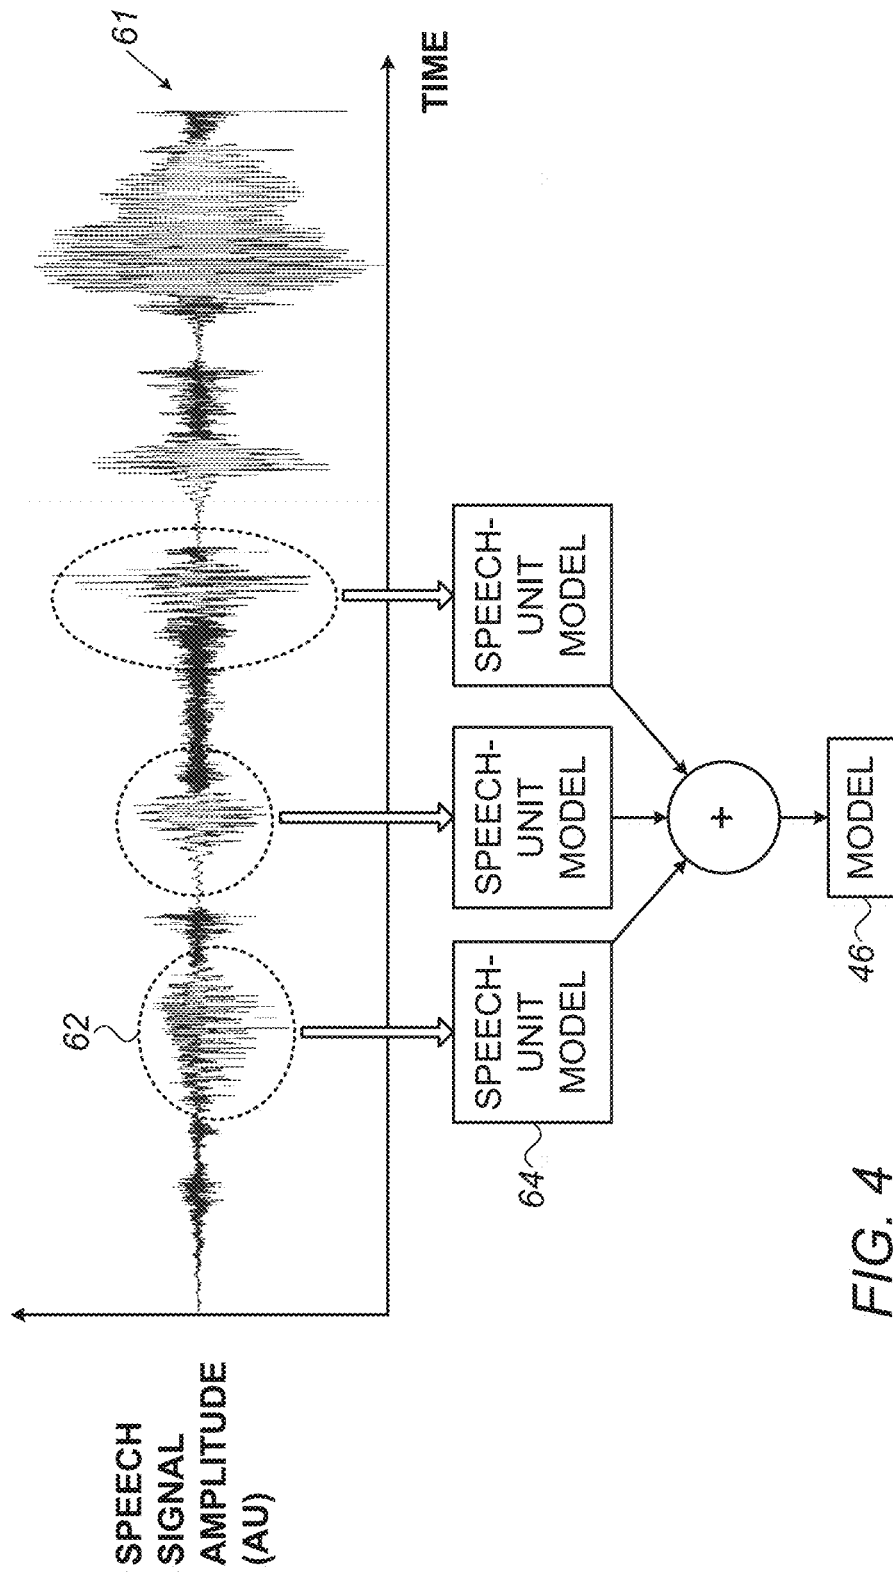 SPEECH
SIGNAL
AMPLITUDE
(AU)
61
62
TIME
64
SPEECH-
UNIT
MODEL
SPEECH-
UNIT
MODEL
SPEECH-
UNIT
MODEL
+
46
MODEL
FIG. 4